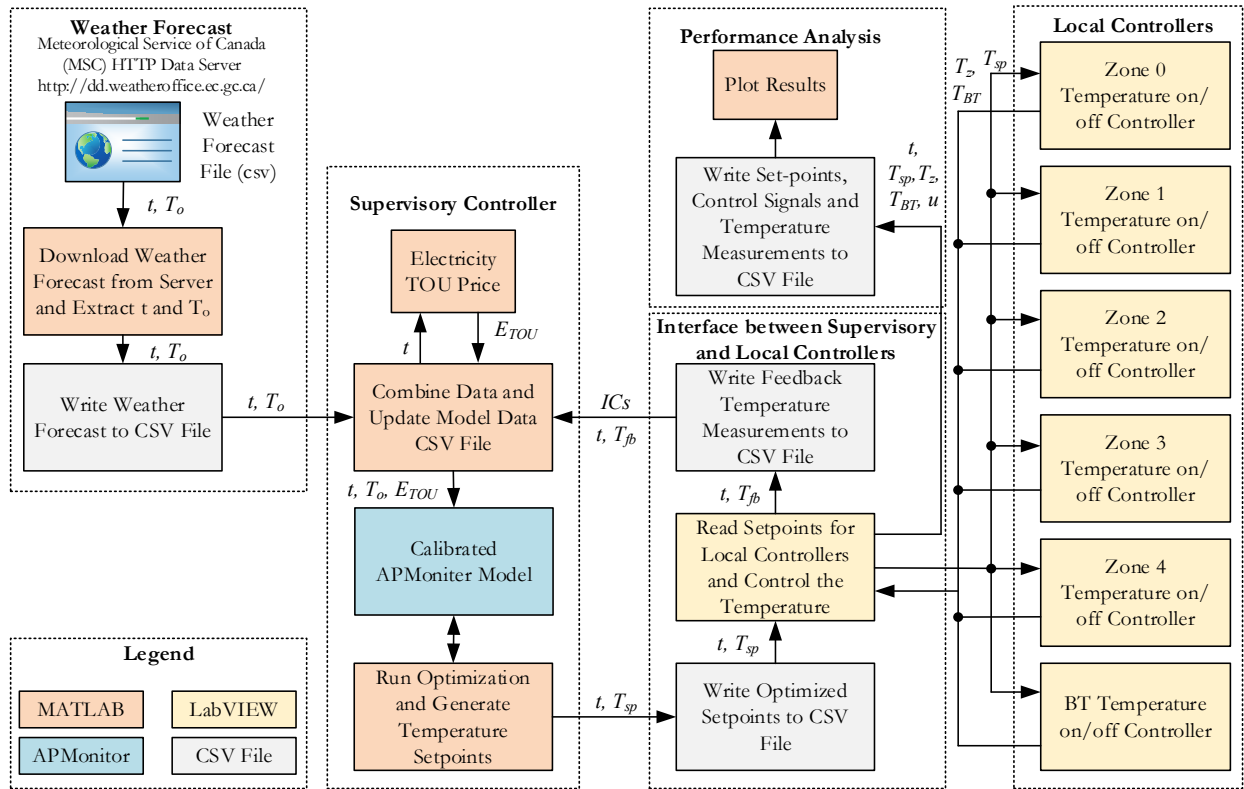 Weather Forecast
Meteorological Service of Canada
(MSC) HTTP Data Server
http://dd.weatheroffice.ec.gc.ca/
Weather
Forecast
File (csv)
t, To
Download Weather
Forecast from Server
and Extract t and To
t, To
Write Weather
Forecast to CSV File
t, To
Legend
MATLAB
LabVIEW
APMonitor
CSV File
Supervisory Controller
Electricity
TOU Price
t
ETOU
Combine Data and
Update Model Data
CSV File
t, To, ETOU
Calibrated
APMoniter Model
Run Optimization
and Generate
Temperature
Setpoints
t, Tsp
Performance Analysis
Plot Results
Write Set-points,
Control Signals and
Temperature
Measurements to
CSV File
t,
Tsp,Tz,
TBT, u
Interface between Supervisory
and Local Controllers
Write Feedback
Temperature
Measurements to
CSV File
ICs
t, Tfb
t, Tfb
Read Setpoints for
Local Controllers
and Control the
Temperature
t, Tsp
Write Optimized
Setpoints to CSV
File
Local Controllers
Tz, Tsp
TBT
Zone 0
Temperature on/
off Controller
Zone 1
Temperature on/
off Controller
Zone 2
Temperature on/
off Controller
Zone 3
Temperature on/
off Controller
Zone 4
Temperature on/
off Controller
BT Temperature
on/off Controller